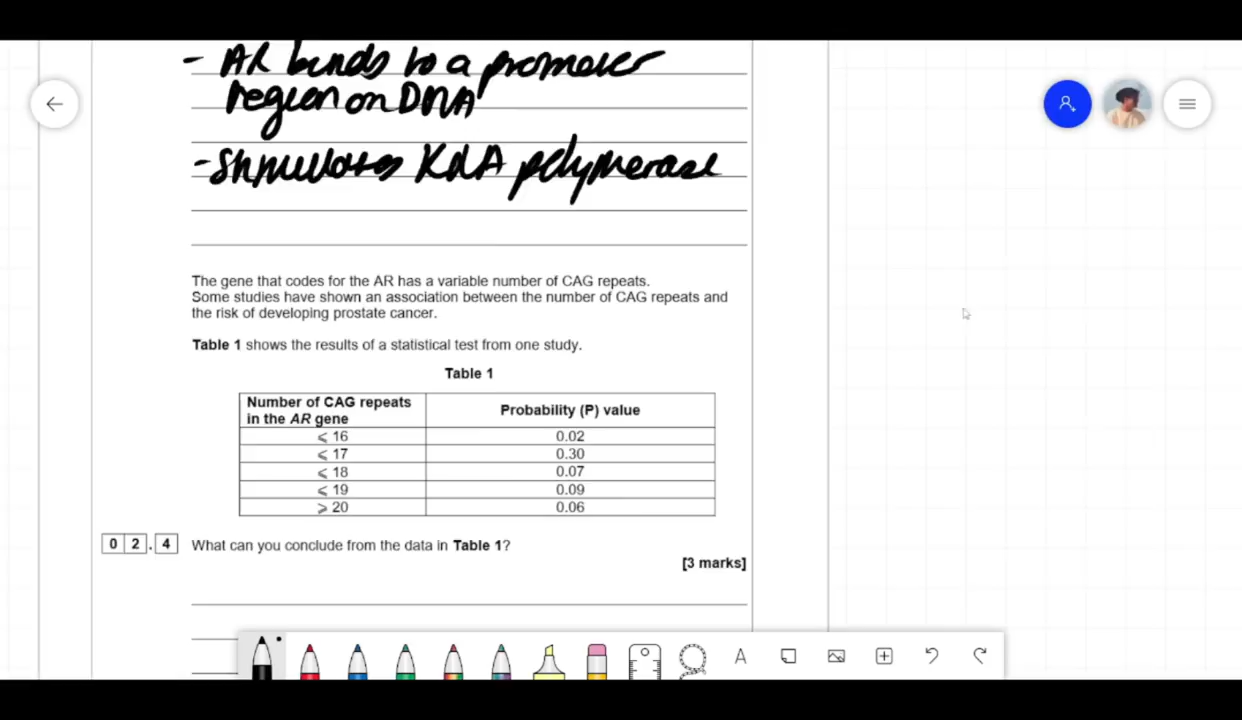 - AR binds to a promoter
region on DNA
- Stimulates RNA polymerase
The gene that codes for the AR has a variable number of CAG repeats.
Some studies have shown an association between the number of CAG repeats and
the risk of developing prostate cancer.
Table 1 shows the results of a statistical test from one study.
Table 1
Number of CAG repeats
in the AR gene
Probability (P) value
⩽ 16 0.02
⩽ 17 0.30
⩽ 18 0.07
⩽ 19 0.09
⩾ 20 0.06
0 2 . 4 What can you conclude from the data in Table 1?
[3 marks]
A